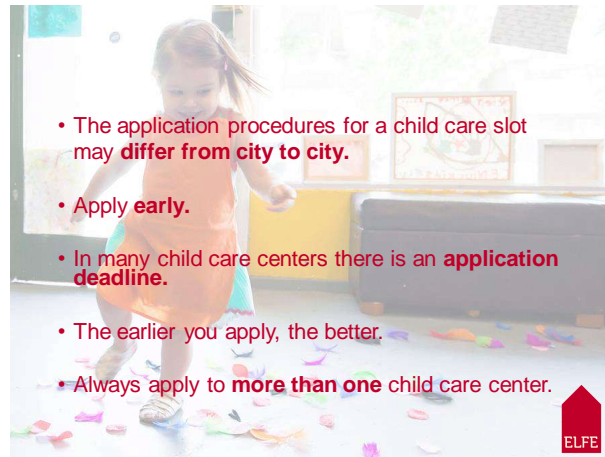 • The application procedures for a child care slot
may differ from city to city.
• Apply early.
• In many child care centers there is an application
deadline.
• The earlier you apply, the better.
• Always apply to more than one child care center.
ELFE